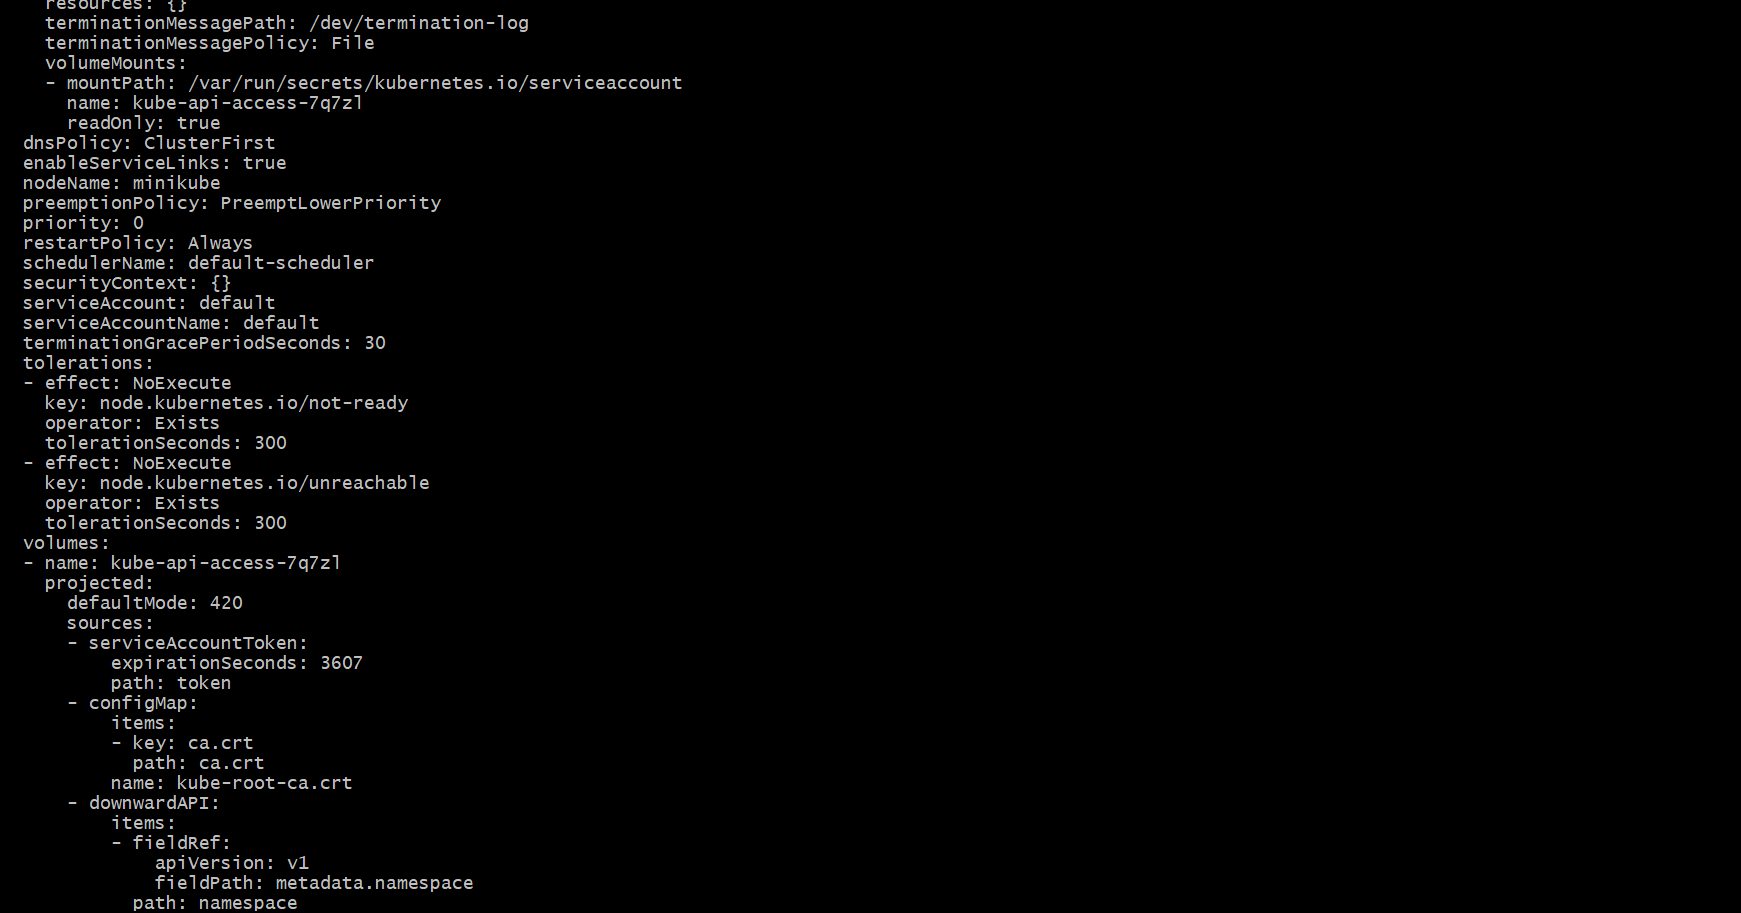 resources: {}
terminationMessagePath: /dev/termination-log
terminationMessagePolicy: File
volumeMounts:
- mountPath: /var/run/secrets/kubernetes.io/serviceaccount
name: kube-api-access-7q7zl
readOnly: true
dnsPolicy: ClusterFirst
enableServiceLinks: true
nodeName: minikube
preemptionPolicy: PreemptLowerPriority
priority: 0
restartPolicy: Always
schedulerName: default-scheduler
securityContext: {}
serviceAccount: default
serviceAccountName: default
terminationGracePeriodSeconds: 30
tolerations:
- effect: NoExecute
key: node.kubernetes.io/not-ready
operator: Exists
tolerationSeconds: 300
- effect: NoExecute
key: node.kubernetes.io/unreachable
operator: Exists
tolerationSeconds: 300
volumes:
- name: kube-api-access-7q7zl
projected:
defaultMode: 420
sources:
- serviceAccountToken:
expirationSeconds: 3607
path: token
- configMap:
items:
- key: ca.crt
path: ca.crt
name: kube-root-ca.crt
- downwardAPI:
items:
- fieldRef:
apiVersion: v1
fieldPath: metadata.namespace
path: namespace